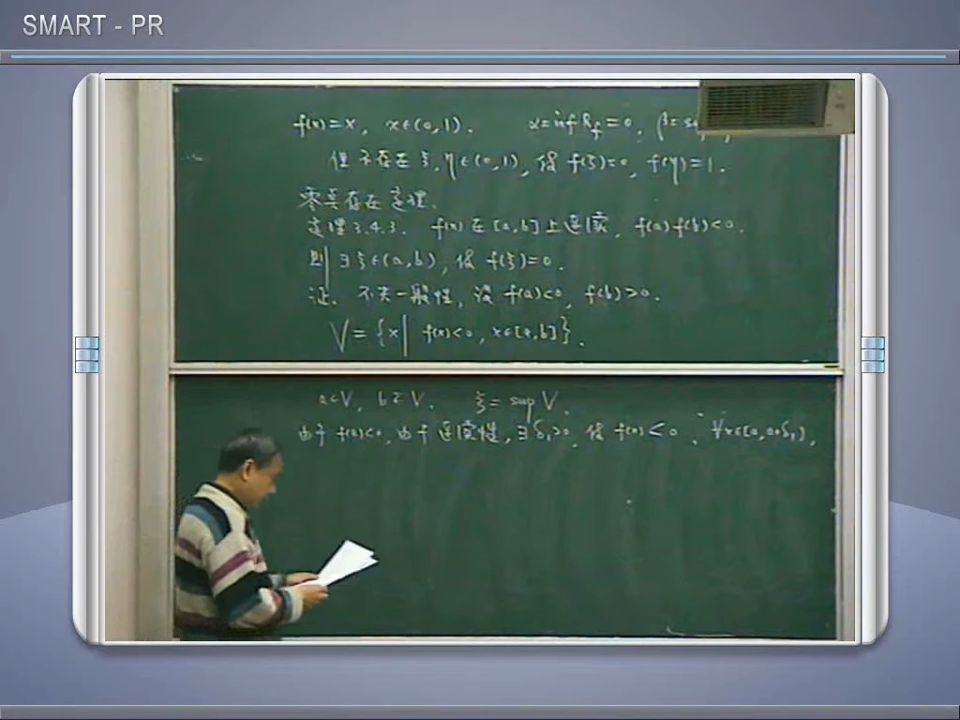 SMART - PR
f(x)=x, x∈(0,1). α=inf R_f=0, β=s
但不存在 ξ,η∈(0,1), 使 f(ξ)=0, f(η)=1.
零点存在定理.
定理3.4.3. f(x)在[a,b]上连续, f(a)f(b)<0.
则 ∃ξ∈(a,b), 使 f(ξ)=0.
证. 不失一般性, 设 f(a)<0, f(b)>0.
V={x| f(x)<0, x∈[a,b]}.
a∈V, b∉V. ξ=sup V.
由于 f(a)<0, 由于连续性, ∃δ₁>0, 使 f(x)<0, ∀x∈[a,a+δ₁),